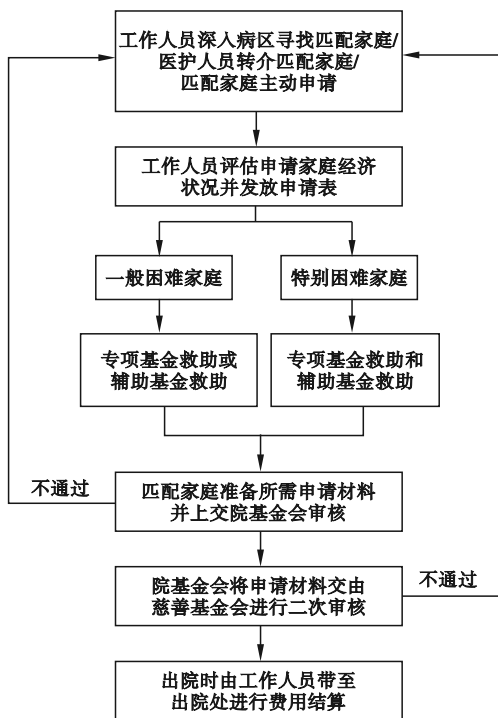 工作人员深入病区寻找匹配家庭/
医护人员转介匹配家庭/
匹配家庭主动申请
工作人员评估申请家庭经济
状况并发放申请表
一般困难家庭
特别困难家庭
专项基金救助或
辅助基金救助
专项基金救助和
辅助基金救助
不通过
匹配家庭准备所需申请材料
并上交院基金会审核
院基金会将申请材料交由
慈善基金会进行二次审核
不通过
出院时由工作人员带至
出院处进行费用结算